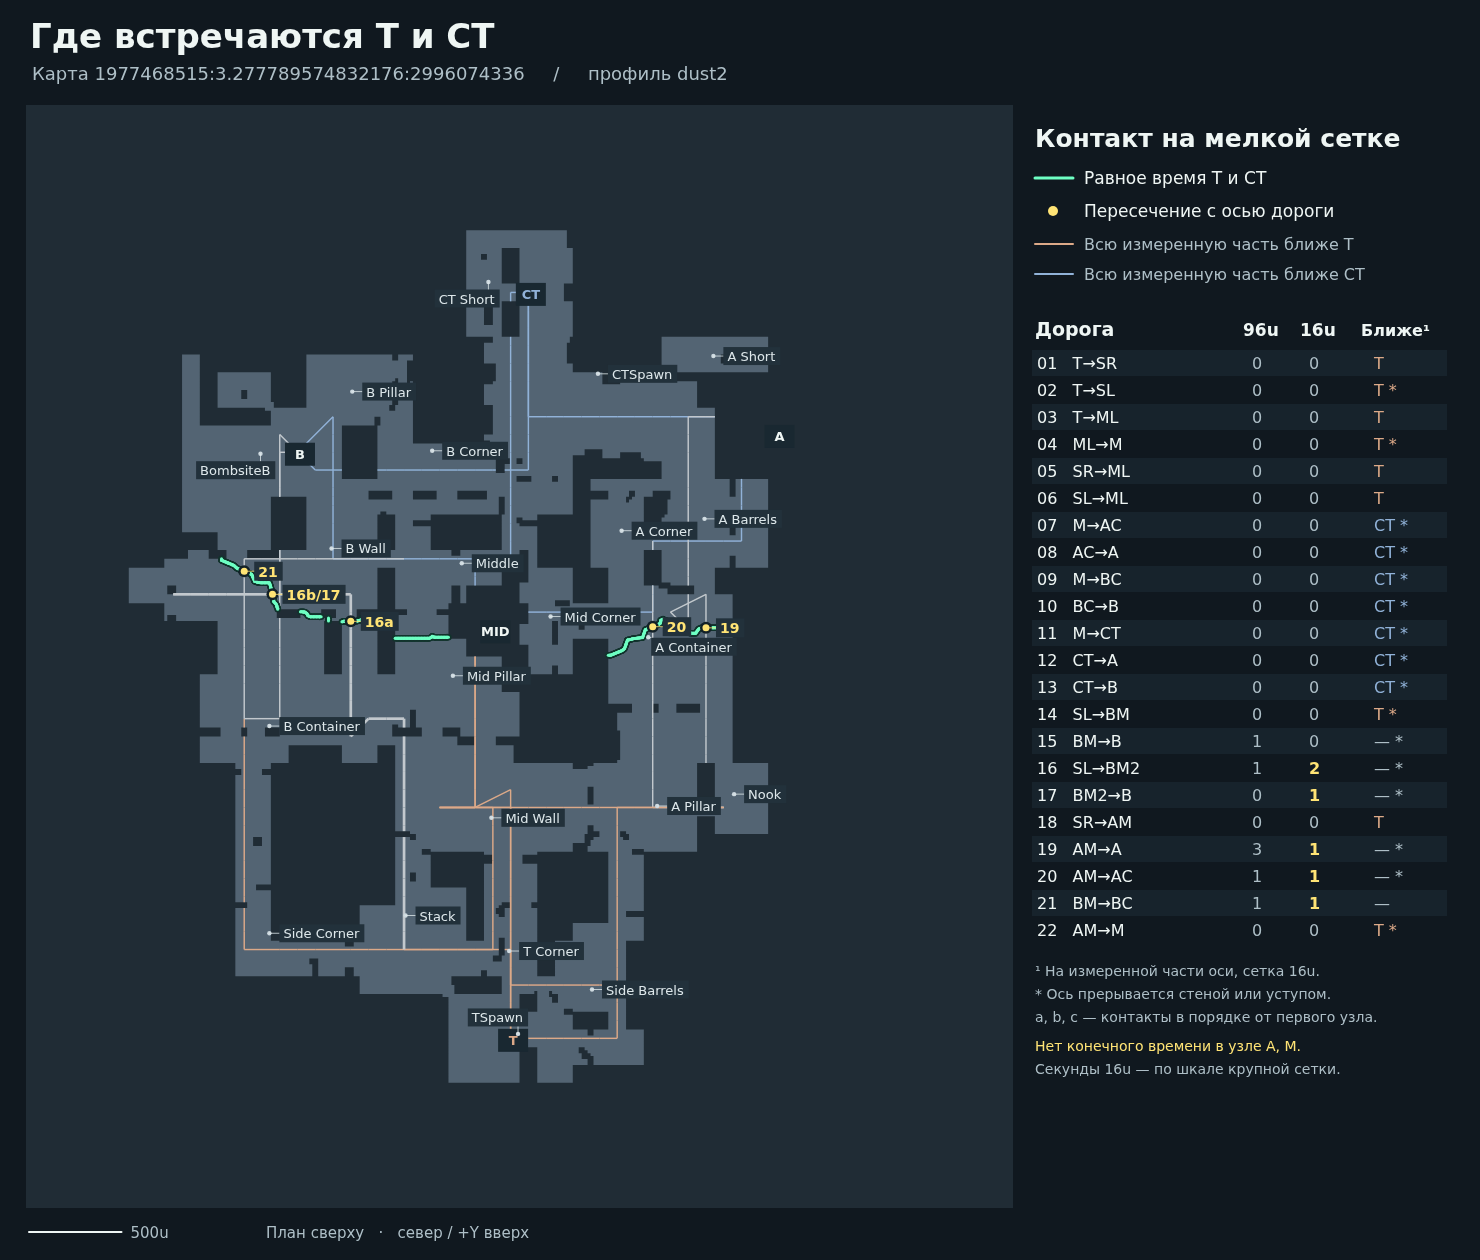 Где встречаются T и CT
Карта 1977468515:3.277789574832176:2996074336 / профиль dust2
CT Short
CT
A Short
CTSpawn
B Pillar
A
B
B Corner
BombsiteB
A Barrels
A Corner
B Wall
Middle
21
16b/17
16a
Mid Corner
20
19
MID
A Container
Mid Pillar
B Container
Nook
A Pillar
Mid Wall
Stack
Side Corner
T Corner
Side Barrels
TSpawn
T
500u
План сверху · север / +Y вверх
Контакт на мелкой сетке
Равное время T и CT
Пересечение с осью дороги
Всю измеренную часть ближе T
Всю измеренную часть ближе CT
Дорога 96u 16u Ближе¹
01 T→SR 0 0 T
02 T→SL 0 0 T *
03 T→ML 0 0 T
04 ML→M 0 0 T *
05 SR→ML 0 0 T
06 SL→ML 0 0 T
07 M→AC 0 0 CT *
08 AC→A 0 0 CT *
09 M→BC 0 0 CT *
10 BC→B 0 0 CT *
11 M→CT 0 0 CT *
12 CT→A 0 0 CT *
13 CT→B 0 0 CT *
14 SL→BM 0 0 T *
15 BM→B 1 0 — *
16 SL→BM2 1 2 — *
17 BM2→B 0 1 — *
18 SR→AM 0 0 T
19 AM→A 3 1 — *
20 AM→AC 1 1 — *
21 BM→BC 1 1 —
22 AM→M 0 0 T *
¹ На измеренной части оси, сетка 16u.
* Ось прерывается стеной или уступом.
a, b, c — контакты в порядке от первого узла.
Нет конечного времени в узле A, M.
Секунды 16u — по шкале крупной сетки.